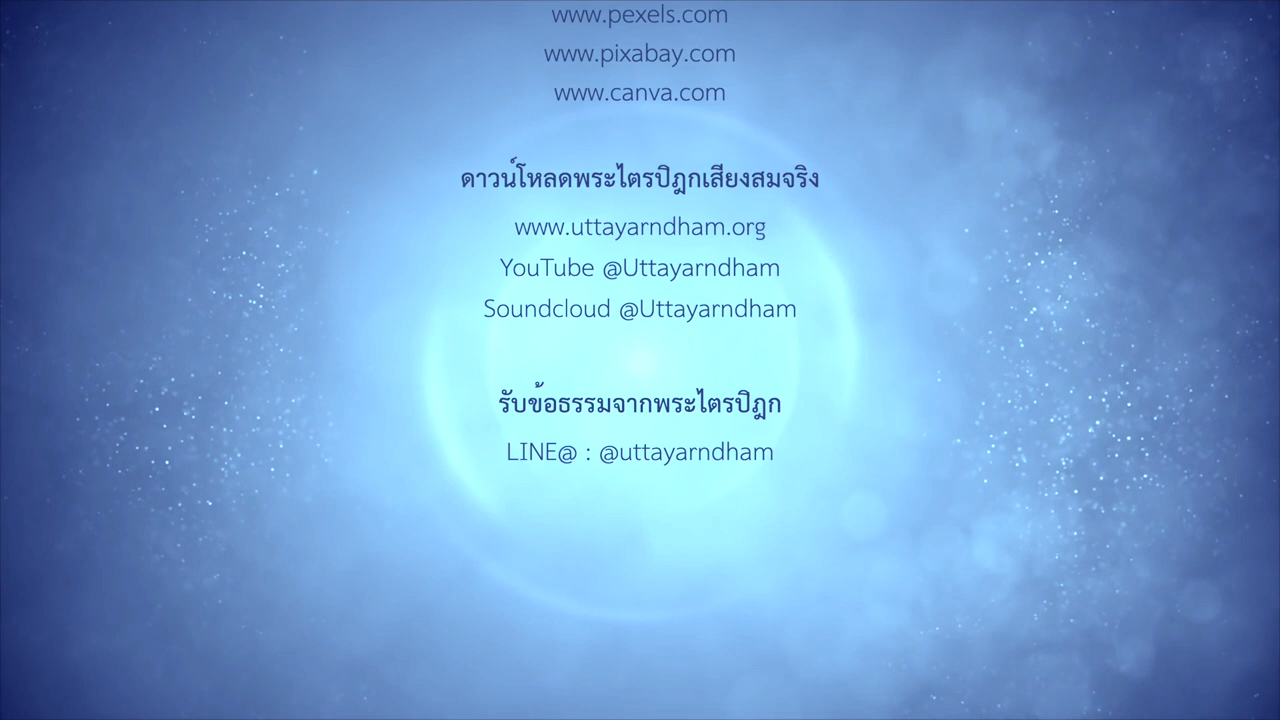 www.pexels.com
www.pixabay.com
www.canva.com
ดาวน์โหลดพระไตรปิฎกเสียงสมจริง
www.uttayarndham.org
YouTube @Uttayarndham
Soundcloud @Uttayarndham
รับข้อธรรมจากพระไตรปิฎก
LINE@ : @uttayarndham